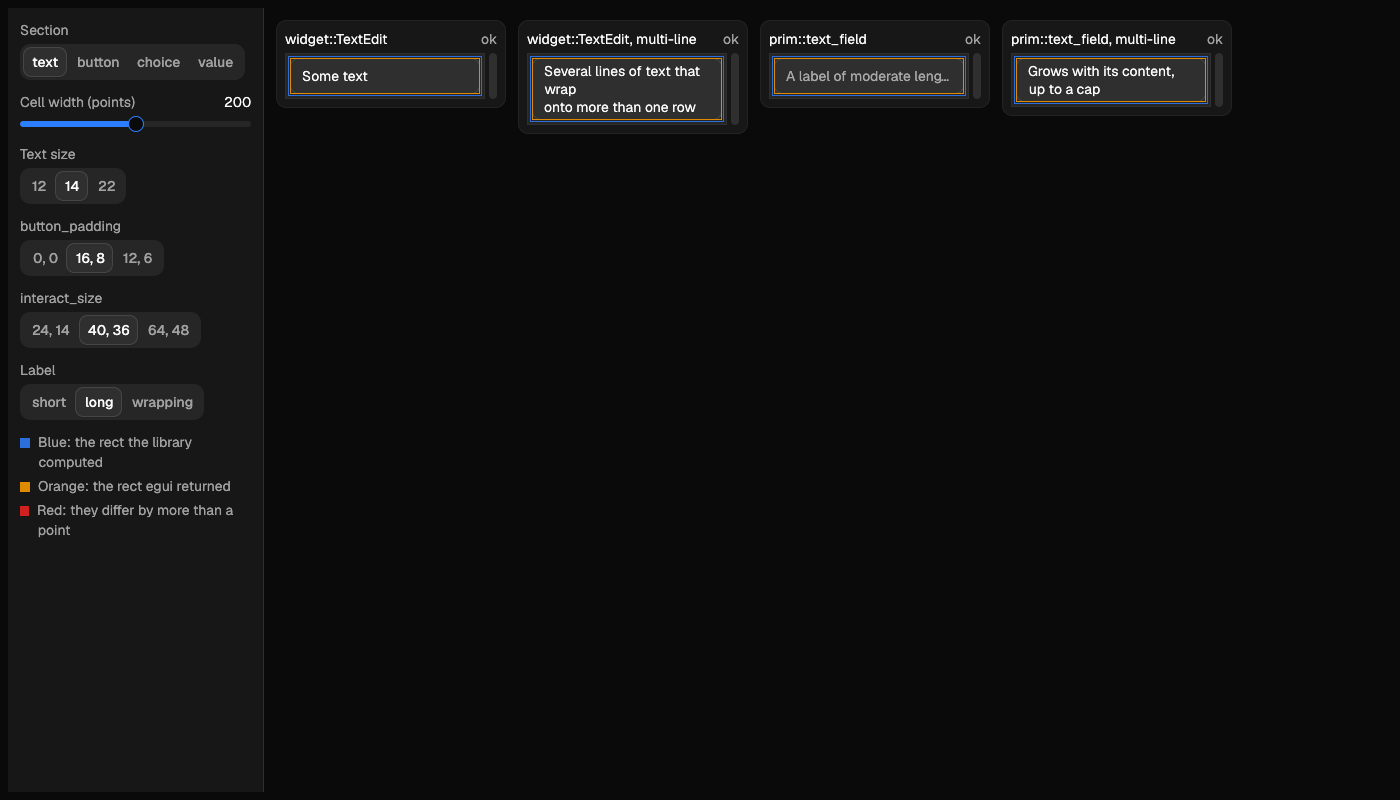 Section
text button choice value
Cell width (points) 200
Text size
12 14 22
button_padding
0, 0 16, 8 12, 6
interact_size
24, 14 40, 36 64, 48
Label
short long wrapping
Blue: the rect the library
computed
Orange: the rect egui returned
Red: they differ by more than a
point
widget::TextEdit ok
Some text
widget::TextEdit, multi-line ok
Several lines of text that
wrap
onto more than one row
prim::text_field ok
A label of moderate leng…
prim::text_field, multi-line ok
Grows with its content,
up to a cap